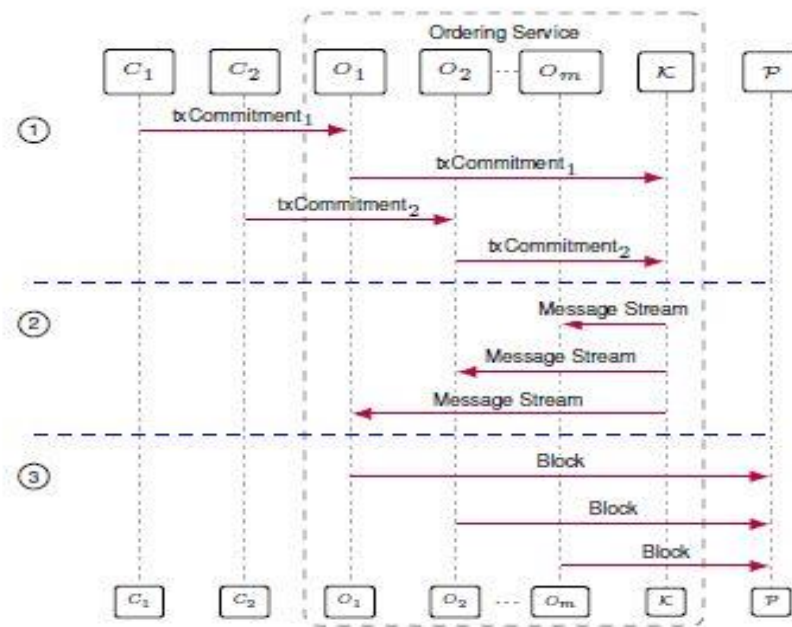 Ordering Service
C₁ C₂ O₁ O₂ ···· Oₘ 𝒦 𝒫
①
txCommitment₁
txCommitment₁
txCommitment₂
txCommitment₂
②
Message Stream
Message Stream
Message Stream
③
Block
Block
Block
C₁ C₂ O₁ O₂ ···· Oₘ 𝒦 𝒫